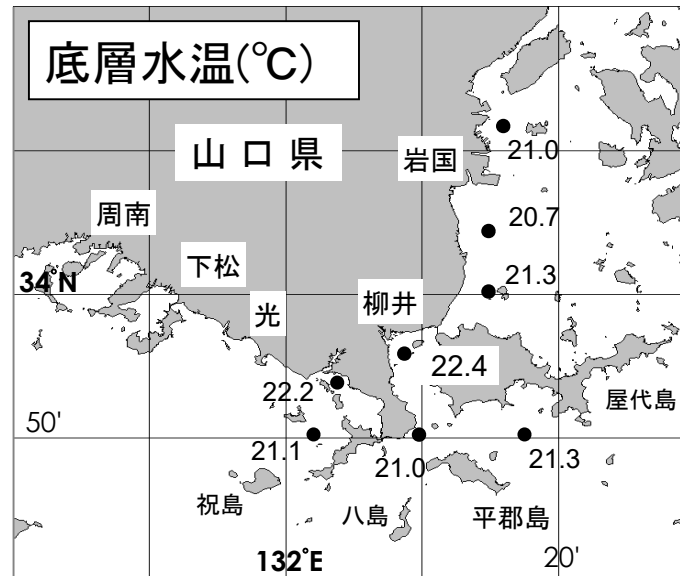 底層水温(℃)
山口県
岩国
21.0
周南
20.7
下松
34°N
21.3
光
柳井
22.4
22.2
屋代島
50'
21.1
21.0
21.3
祝島
八島
平郡島
132°E
20'